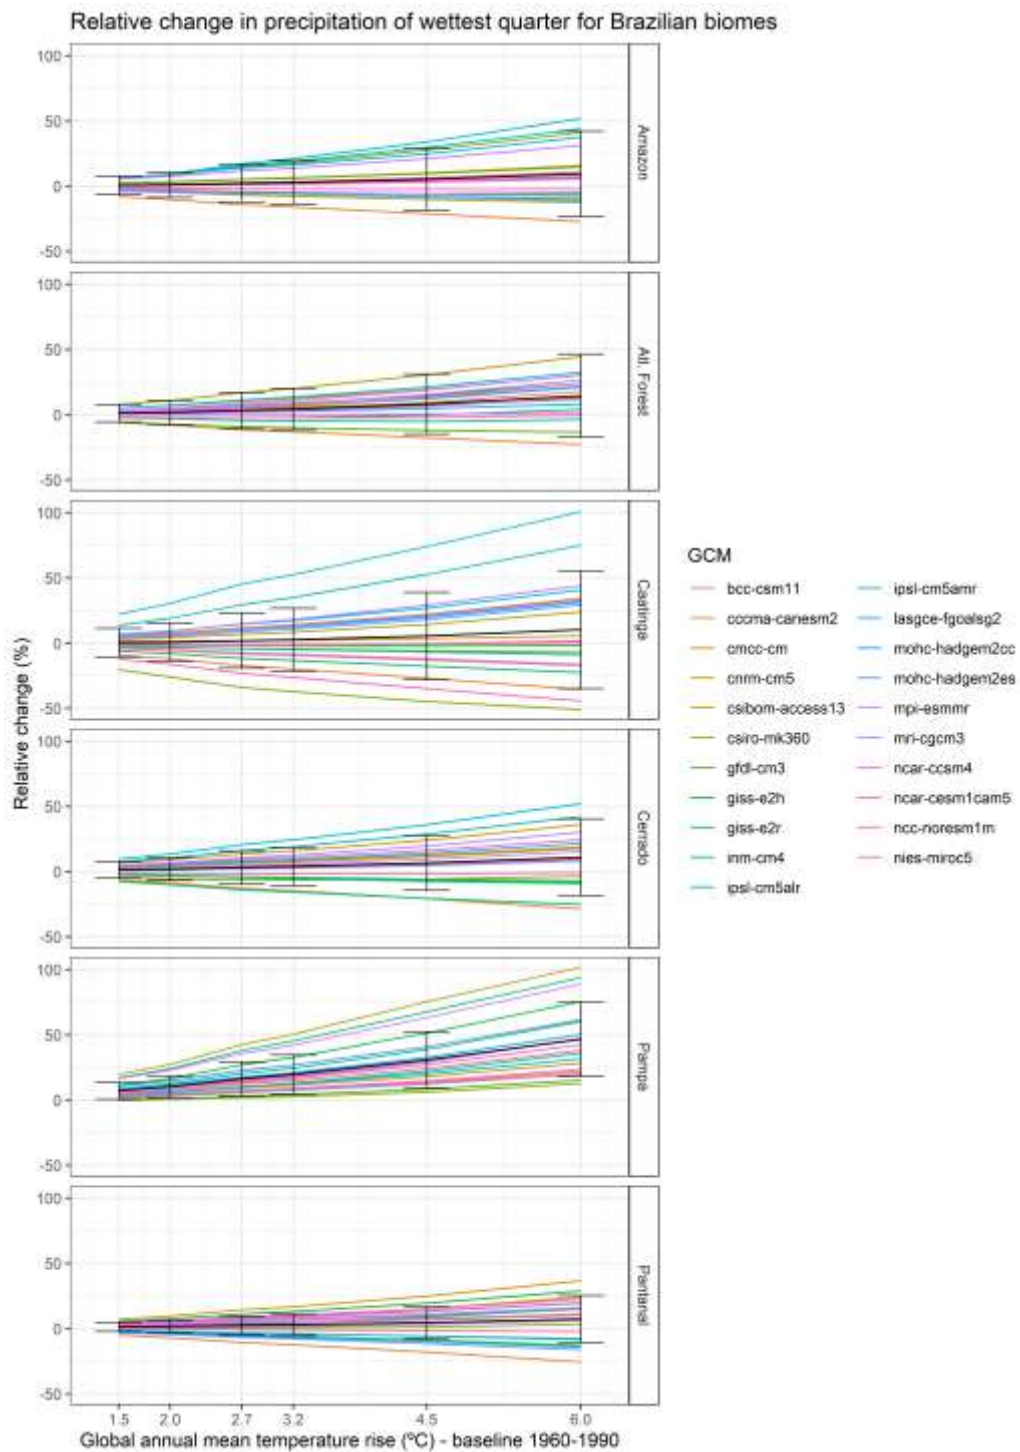 Relative change in precipitation of wettest quarter for Brazilian biomes
100
50
0
-50
Amazon
100
50
0
-50
Atl. Forest
100
50
0
-50
Caatinga
100
50
0
-50
Cerrado
100
50
0
-50
Pampa
100
50
0
-50
Pantanal
Relative change (%)
1.5 2.0 2.7 3.2 4.5 6.0
Global annual mean temperature rise (ºC) - baseline 1960-1990
GCM
bcc-csm11
cccma-canesm2
cmcc-cm
cnrm-cm5
csibom-access13
csiro-mk360
gfdl-cm3
giss-e2h
giss-e2r
inm-cm4
ipsl-cm5alr
ipsl-cm5amr
lasgce-fgoalsg2
mohc-hadgem2cc
mohc-hadgem2es
mpi-esmmr
mri-cgcm3
ncar-ccsm4
ncar-cesm1cam5
ncc-noresm1m
nies-miroc5